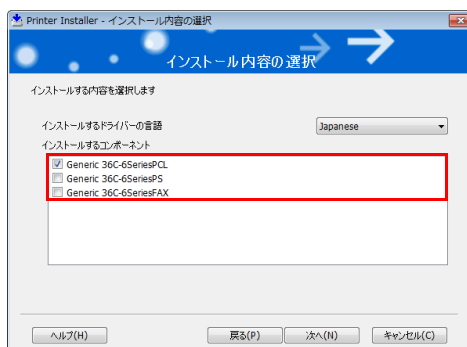 Printer Installer - インストール内容の選択
インストール内容の選択
インストールする内容を選択します
インストールするドライバーの言語 Japanese
インストールするコンポーネント
Generic 36C-6SeriesPCL
Generic 36C-6SeriesPS
Generic 36C-6SeriesFAX
ヘルプ(H) 戻る(P) 次へ(N) キャンセル(C)